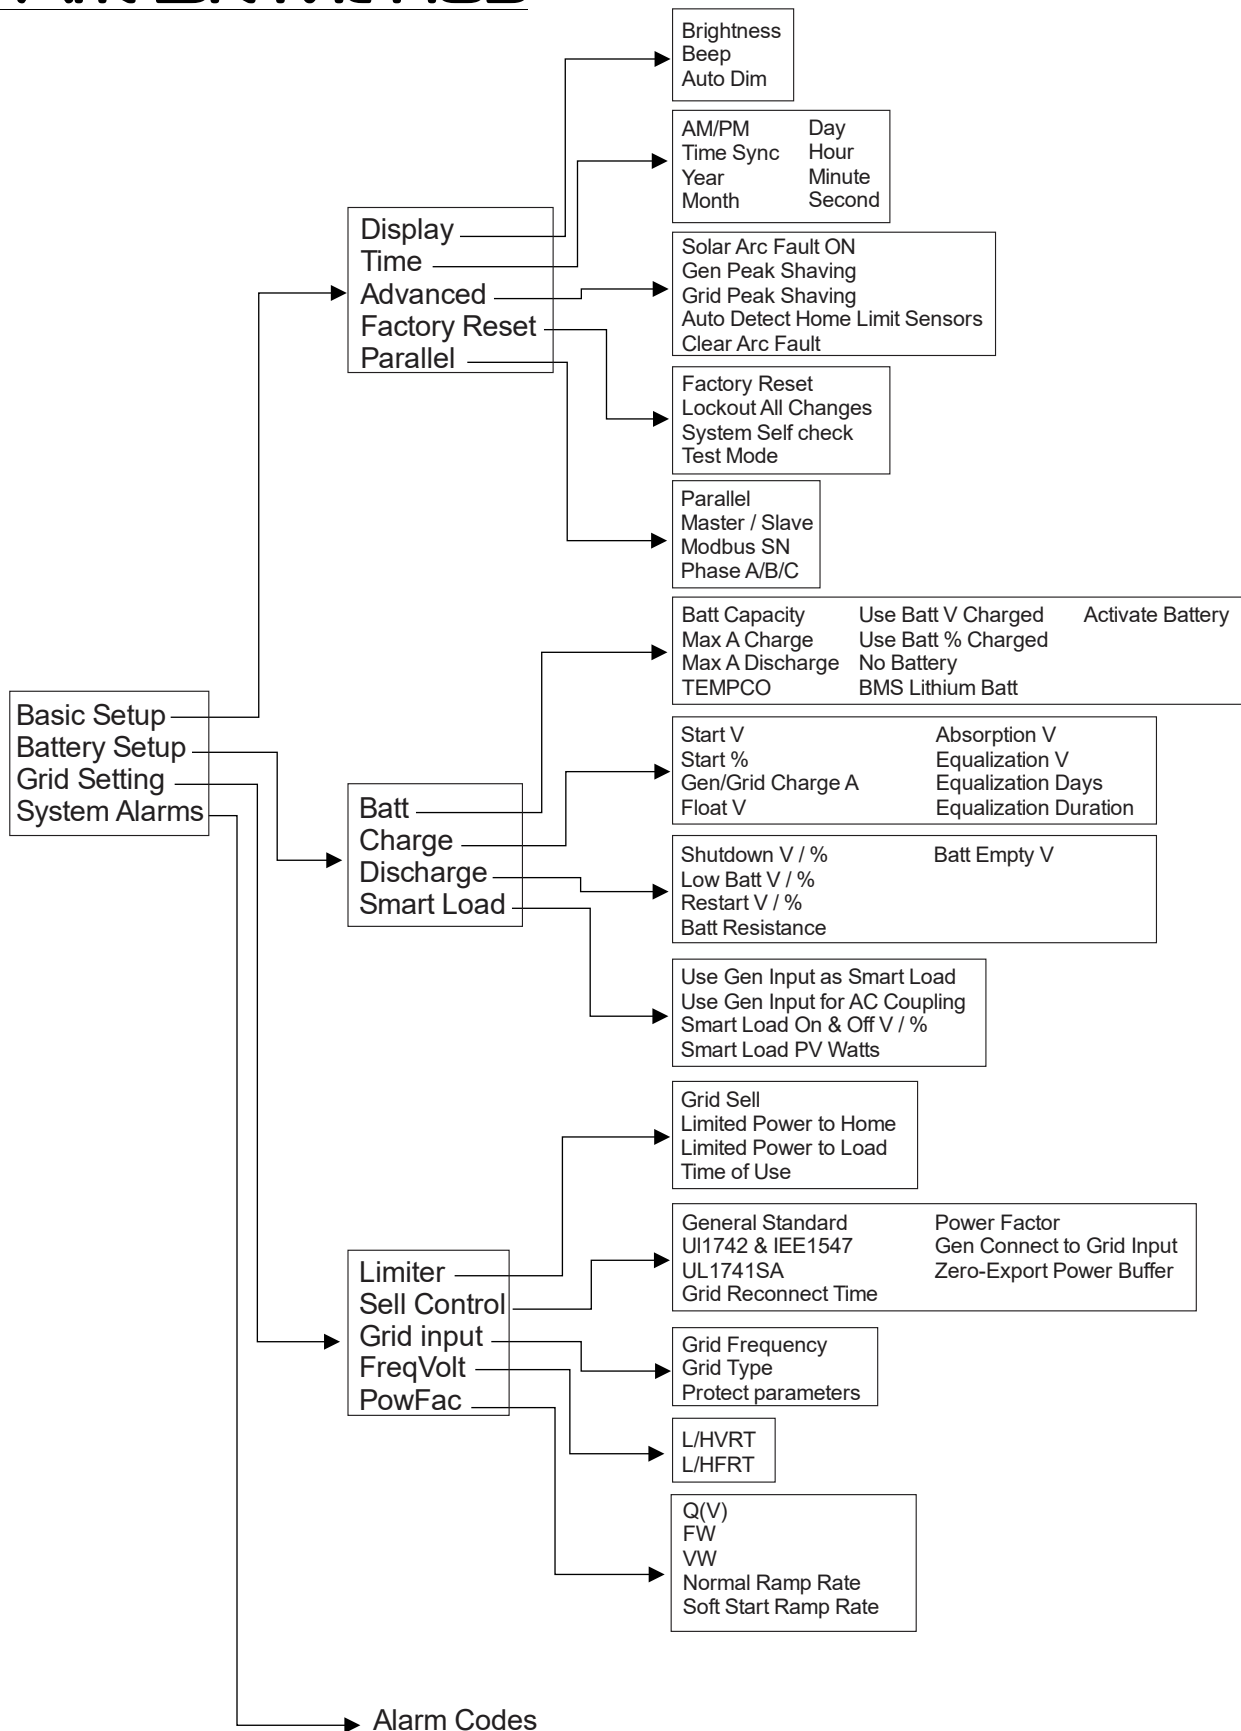 Brightness
Beep
Auto Dim
AM/PM Day
Time Sync Hour
Year Minute
Month Second
Display
Time
Advanced
Factory Reset
Parallel
Solar Arc Fault ON
Gen Peak Shaving
Grid Peak Shaving
Auto Detect Home Limit Sensors
Clear Arc Fault
Factory Reset
Lockout All Changes
System Self check
Test Mode
Parallel
Master / Slave
Modbus SN
Phase A/B/C
Basic Setup
Battery Setup
Grid Setting
System Alarms
Batt Capacity Use Batt V Charged Activate Battery
Max A Charge Use Batt % Charged
Max A Discharge No Battery
TEMPCO BMS Lithium Batt
Batt
Charge
Discharge
Smart Load
Start V Absorption V
Start % Equalization V
Gen/Grid Charge A Equalization Days
Float V Equalization Duration
Shutdown V / % Batt Empty V
Low Batt V / %
Restart V / %
Batt Resistance
Use Gen Input as Smart Load
Use Gen Input for AC Coupling
Smart Load On & Off V / %
Smart Load PV Watts
Limiter
Sell Control
Grid input
FreqVolt
PowFac
Grid Sell
Limited Power to Home
Limited Power to Load
Time of Use
General Standard Power Factor
Ul1742 & IEE1547 Gen Connect to Grid Input
UL1741SA Zero-Export Power Buffer
Grid Reconnect Time
Grid Frequency
Grid Type
Protect parameters
L/HVRT
L/HFRT
Q(V)
FW
VW
Normal Ramp Rate
Soft Start Ramp Rate
Alarm Codes